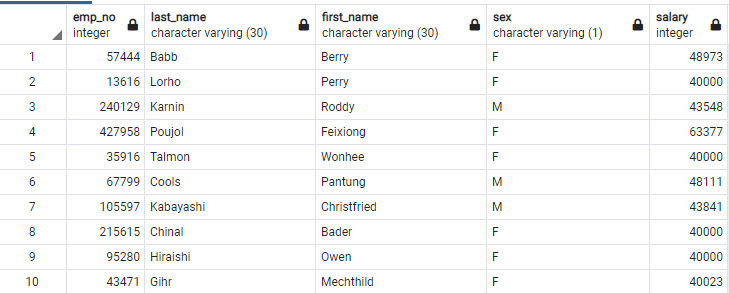 emp_no last_name first_name sex salary
integer character varying (30) character varying (30) character varying (1) integer
1 57444 Babb Berry F 48973
2 13616 Lorho Perry F 40000
3 240129 Karnin Roddy M 43548
4 427958 Poujol Feixiong F 63377
5 35916 Talmon Wonhee F 40000
6 67799 Cools Pantung M 48111
7 105597 Kabayashi Christfried M 43841
8 215615 Chinal Bader F 40000
9 95280 Hiraishi Owen F 40000
10 43471 Gihr Mechthild F 40023